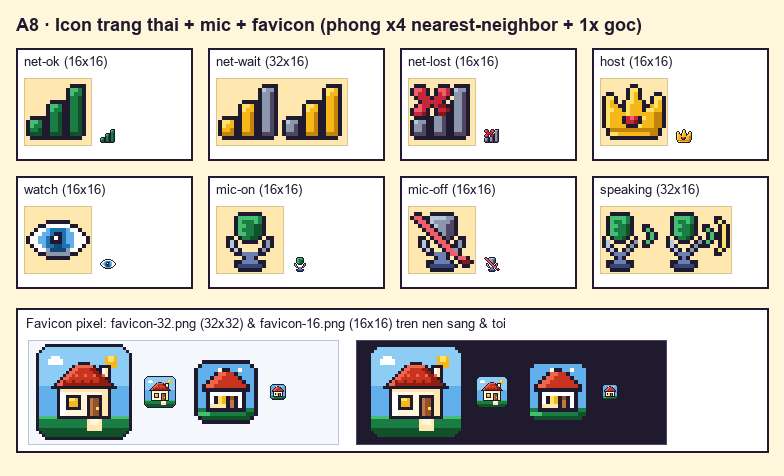 A8 · Icon trang thai + mic + favicon (phong x4 nearest-neighbor + 1x goc)
net-ok (16x16)
net-wait (32x16)
net-lost (16x16)
host (16x16)
watch (16x16)
mic-on (16x16)
mic-off (16x16)
speaking (32x16)
Favicon pixel: favicon-32.png (32x32) & favicon-16.png (16x16) tren nen sang & toi